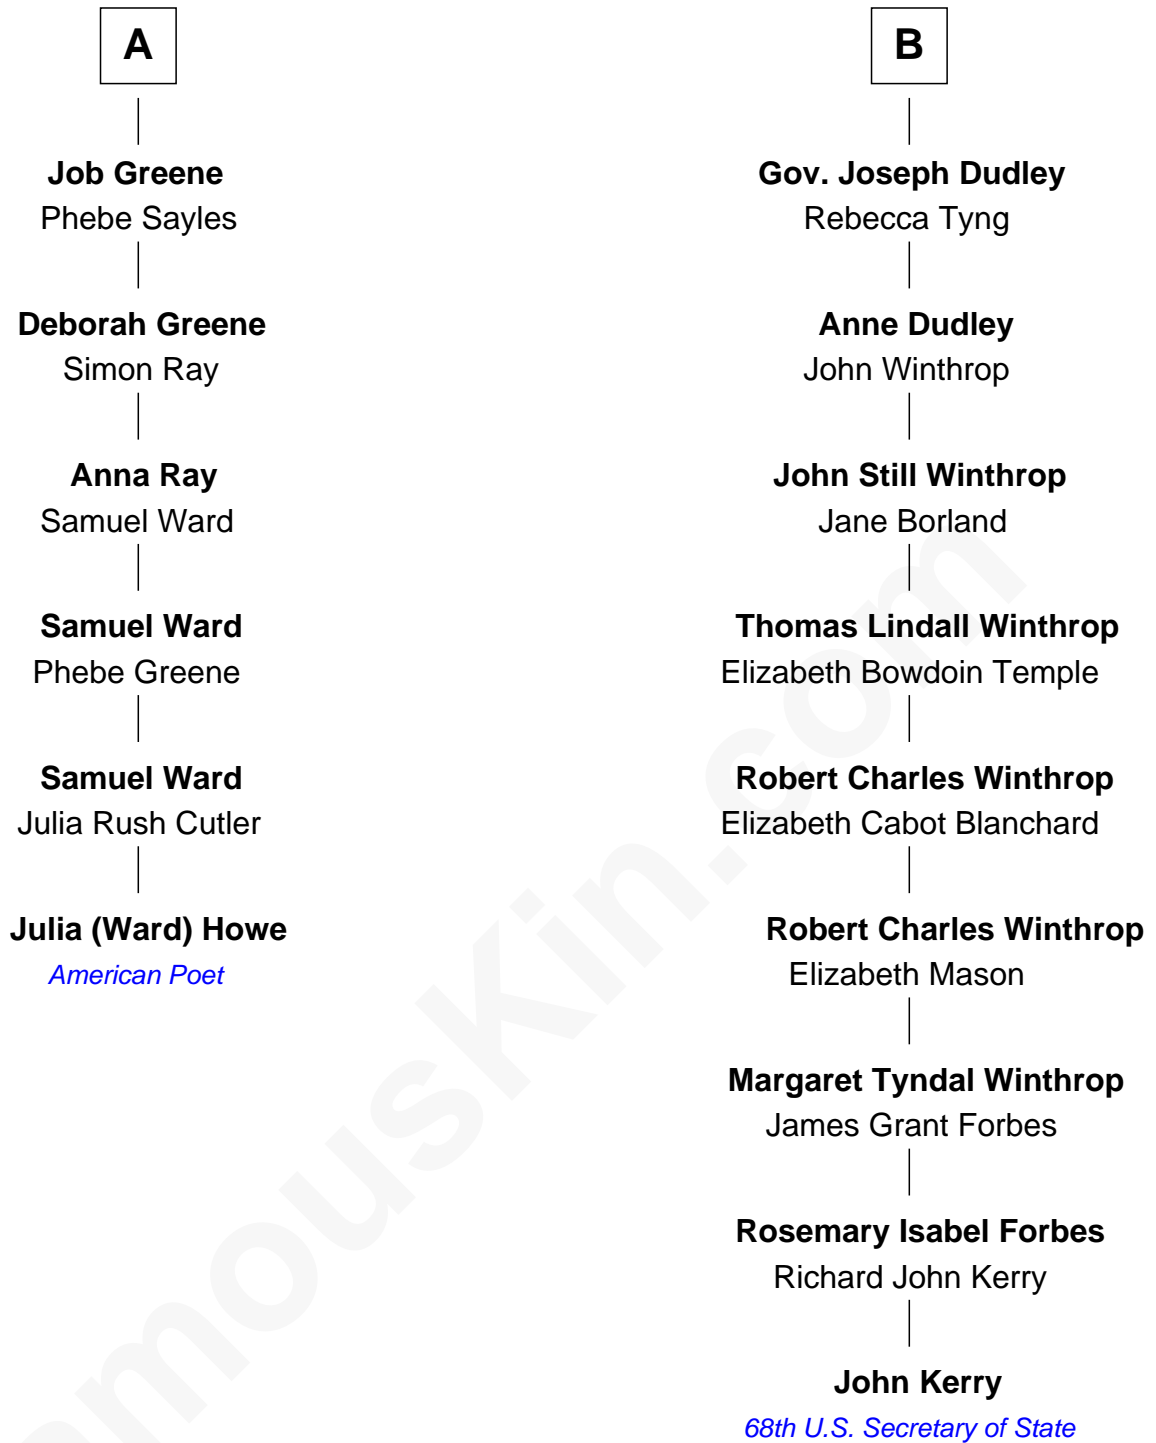 A
Job Greene
Phebe Sayles
Deborah Greene
Simon Ray
Anna Ray
Samuel Ward
Samuel Ward
Phebe Greene
Samuel Ward
Julia Rush Cutler
Julia (Ward) Howe
American Poet
B
Gov. Joseph Dudley
Rebecca Tyng
Anne Dudley
John Winthrop
John Still Winthrop
Jane Borland
Thomas Lindall Winthrop
Elizabeth Bowdoin Temple
Robert Charles Winthrop
Elizabeth Cabot Blanchard
Robert Charles Winthrop
Elizabeth Mason
Margaret Tyndal Winthrop
James Grant Forbes
Rosemary Isabel Forbes
Richard John Kerry
John Kerry
68th U.S. Secretary of State
amouskin.com